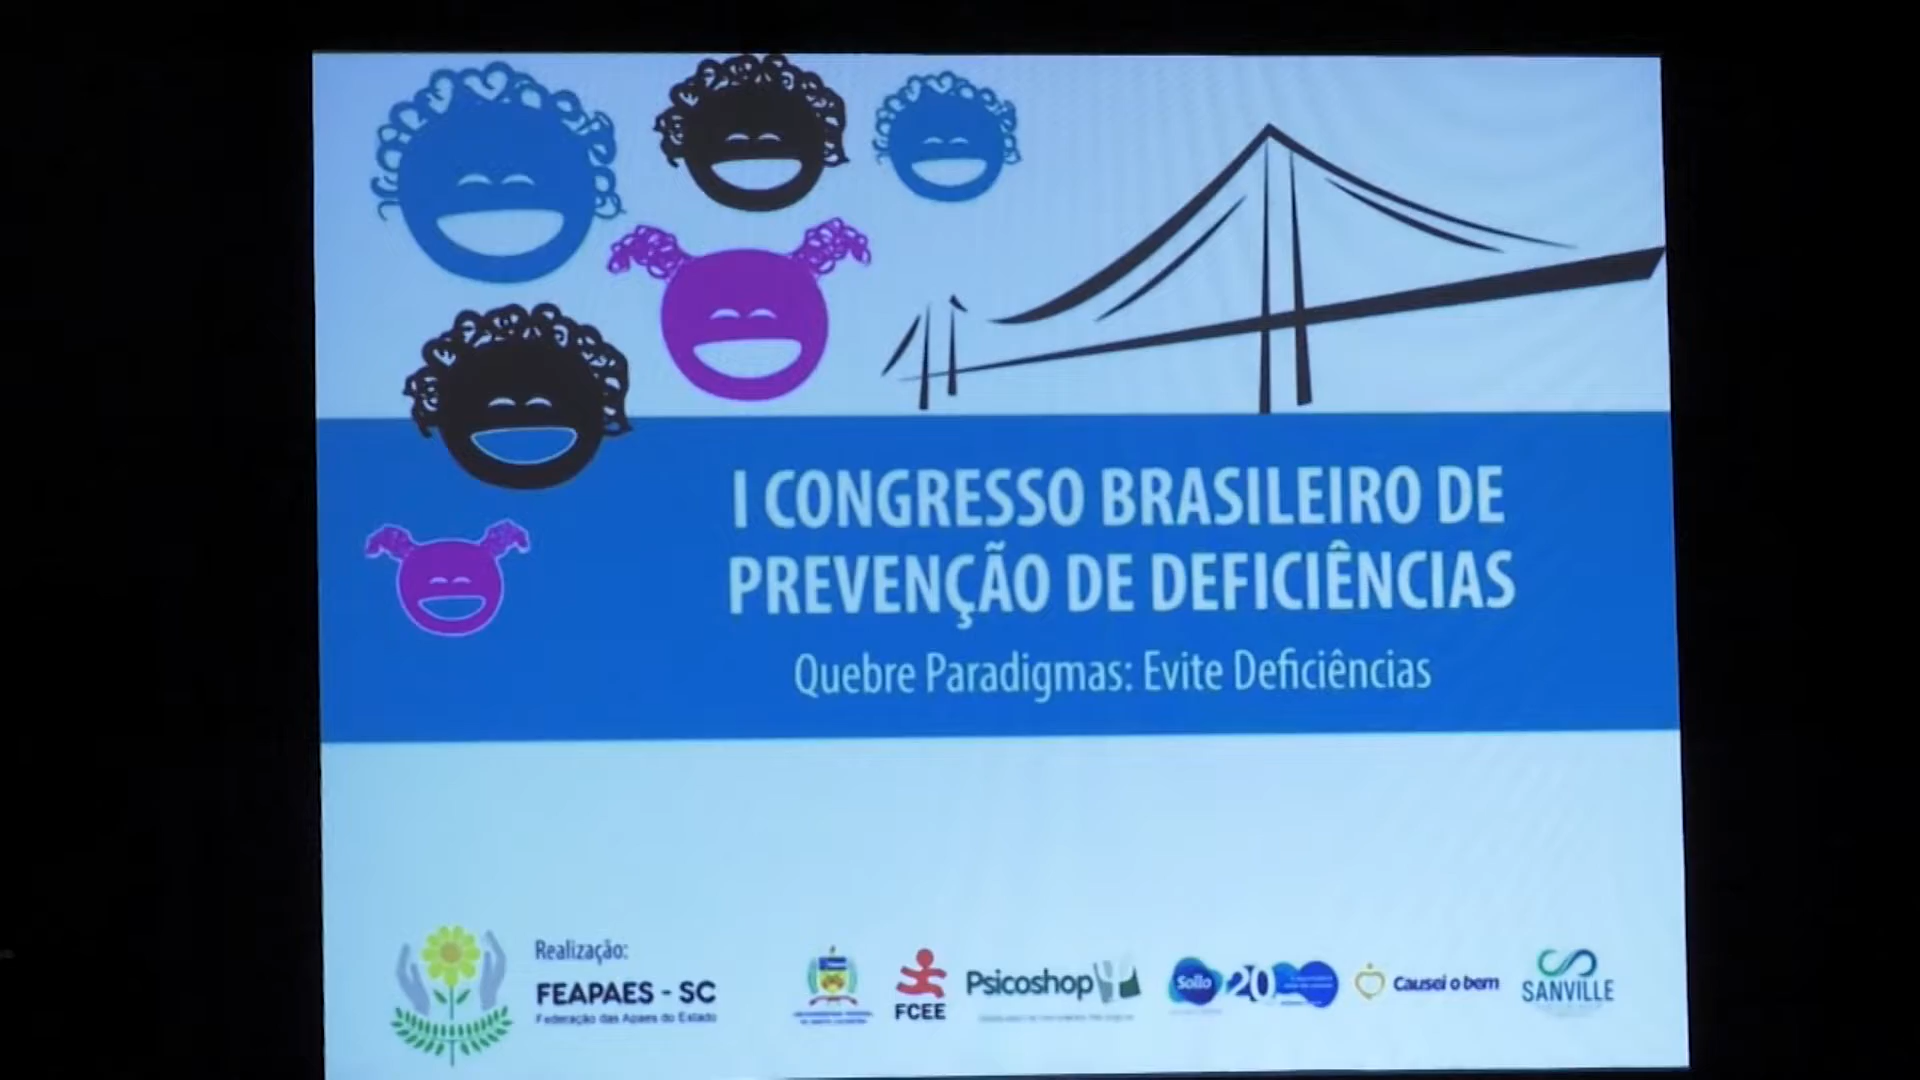 I CONGRESSO BRASILEIRO DE
PREVENÇÃO DE DEFICIÊNCIAS
Quebre Paradigmas: Evite Deficiências
Realização:
FEAPAES - SC
Federação das Apaes do Estado
FCEE
Psicoshop
Sollo
20
Causei o bem
SANVILLE